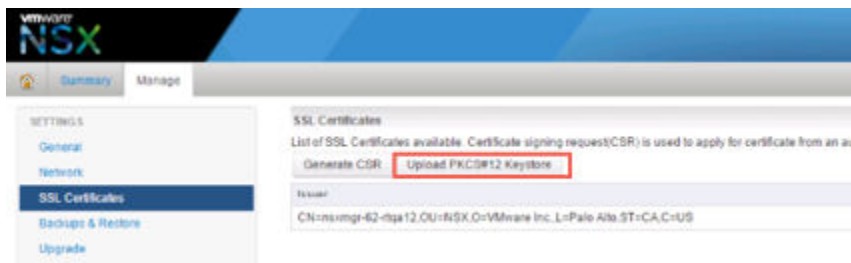 vmware
NSX
Summary
Manage
SETTINGS
General
Network
SSL Certificates
Backups & Restore
Upgrade
SSL Certificates
List of SSL Certificates available. Certificate signing request(CSR) is used to apply for certificate from an au
Generate CSR
Upload PKCS#12 Keystore
Issuer
CN=nsxmgr-62-rtqa12,OU=NSX,O=VMware Inc.,L=Palo Alto,ST=CA,C=US